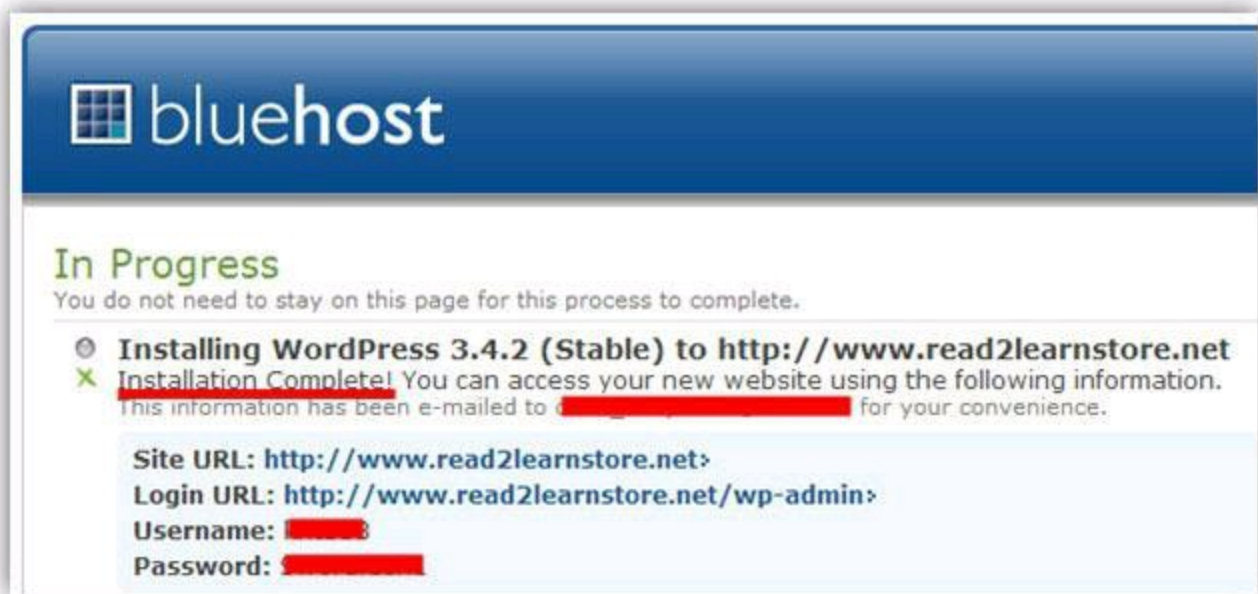 bluehost
In Progress
You do not need to stay on this page for this process to complete.
Installing WordPress 3.4.2 (Stable) to http://www.read2learnstore.net
Installation Complete! You can access your new website using the following information.
This information has been e-mailed to for your convenience.
Site URL: http://www.read2learnstore.net>
Login URL: http://www.read2learnstore.net/wp-admin>
Username:
Password: